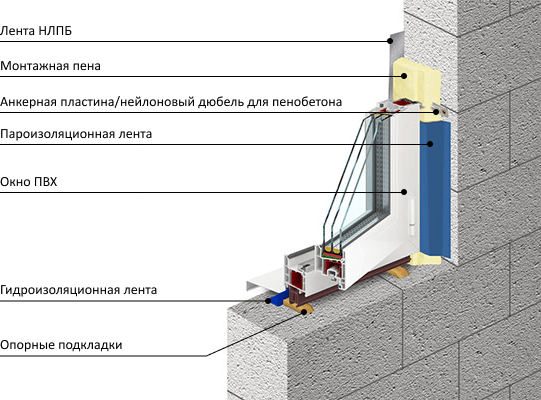 Лента НЛПБ
Монтажная пена
Анкерная пластина/нейлоновый дюбель для пенобетона
Пароизоляционная лента
Окно ПВХ
Гидроизоляционная лента
Опорные подкладки